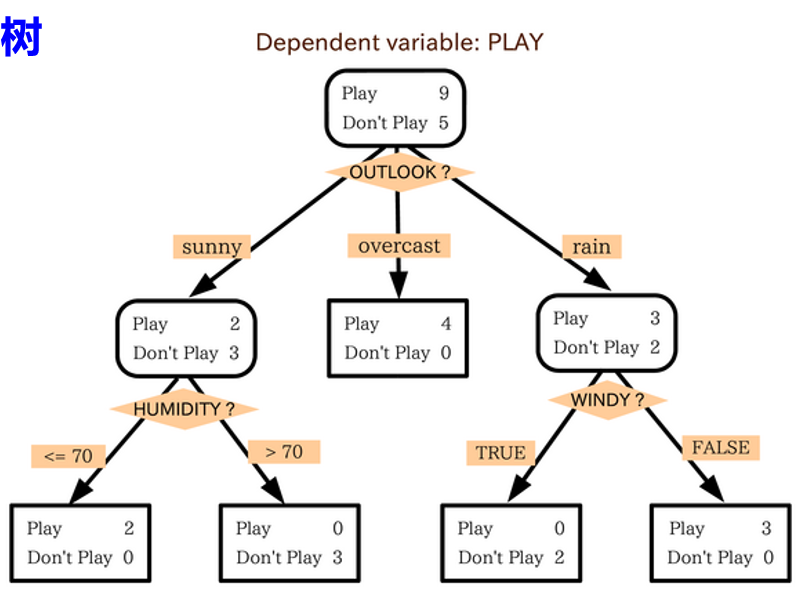 树
Dependent variable: PLAY
Play 9
Don't Play 5
OUTLOOK ?
sunny
overcast
rain
Play 2
Don't Play 3
Play 4
Don't Play 0
Play 3
Don't Play 2
HUMIDITY ?
WINDY ?
<= 70
> 70
TRUE
FALSE
Play 2
Don't Play 0
Play 0
Don't Play 3
Play 0
Don't Play 2
Play 3
Don't Play 0